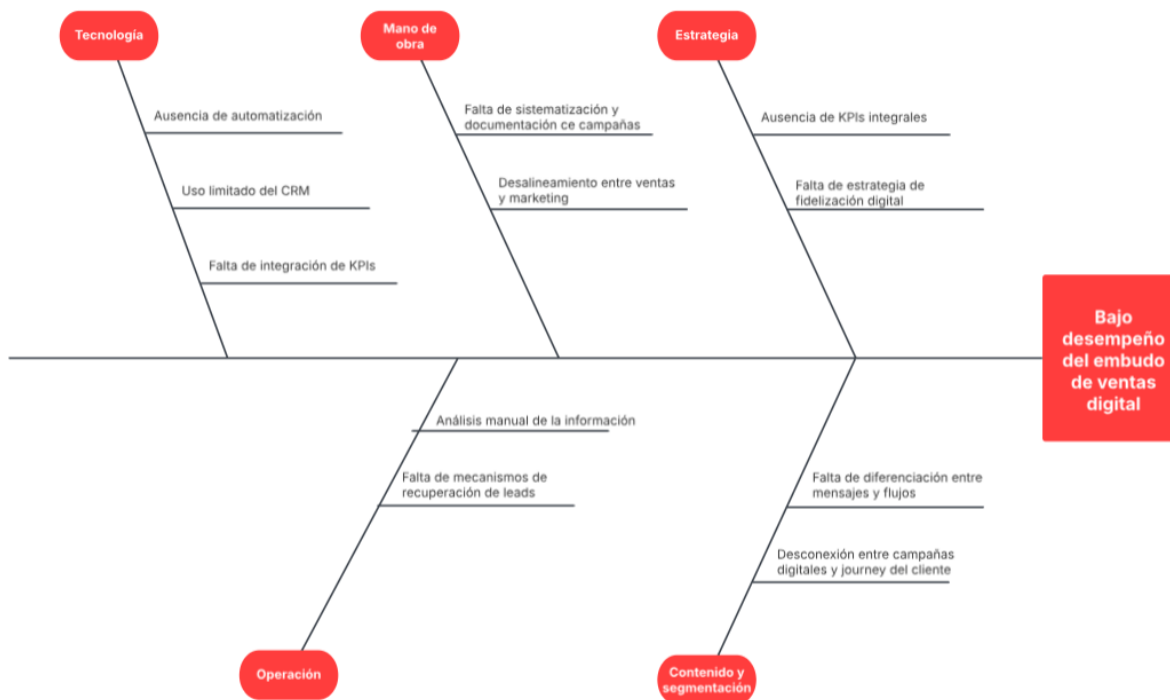 Tecnología
Mano de
obra
Estrategia
Ausencia de automatización
Falta de sistematización y
documentación ce campañas
Ausencia de KPIs integrales
Uso limitado del CRM
Desalineamiento entre ventas
y marketing
Falta de estrategia de
fidelización digital
Falta de integración de KPIs
Bajo
desempeño
del embudo
de ventas
digital
Análisis manual de la información
Falta de mecanismos de
recuperación de leads
Falta de diferenciación entre
mensajes y flujos
Desconexión entre campañas
digitales y journey del cliente
Operación
Contenido y
segmentación